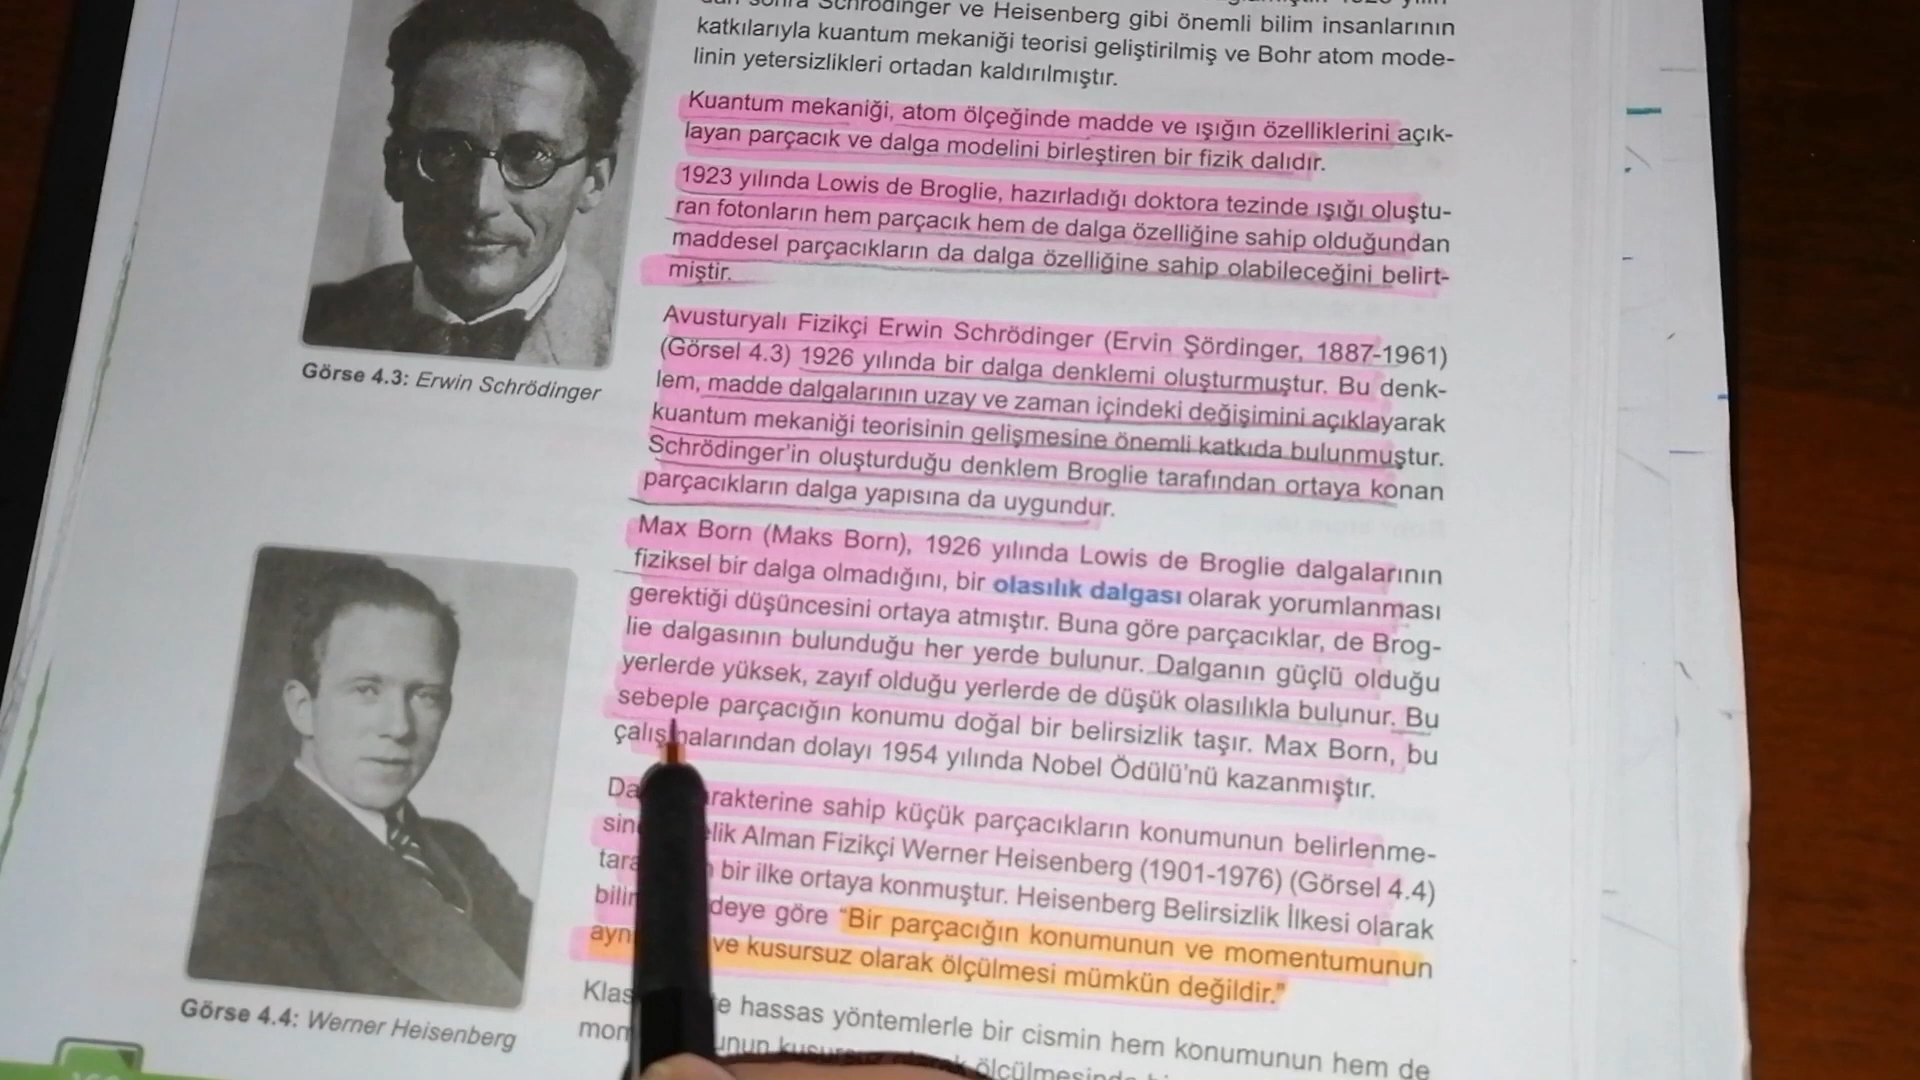 sonra Schrödinger ve Heisenberg gibi önemli bilim insanlarının
katkılarıyla kuantum mekaniği teorisi geliştirilmiş ve Bohr atom mode-
linin yetersizlikleri ortadan kaldırılmıştır.
Kuantum mekaniği, atom ölçeğinde madde ve ışığın özelliklerini açık-
layan parçacık ve dalga modelini birleştiren bir fizik dalıdır.
1923 yılında Lowis de Broglie, hazırladığı doktora tezinde ışığı oluştu-
ran fotonların hem parçacık hem de dalga özelliğine sahip olduğundan
maddesel parçacıkların da dalga özelliğine sahip olabileceğini belirt-
miştir.
Avusturyalı Fizikçi Erwin Schrödinger (Ervin Şördinger, 1887-1961)
(Görsel 4.3) 1926 yılında bir dalga denklemi oluşturmuştur. Bu denk-
lem, madde dalgalarının uzay ve zaman içindeki değişimini açıklayarak
kuantum mekaniği teorisinin gelişmesine önemli katkıda bulunmuştur.
Schrödinger'in oluşturduğu denklem Broglie tarafından ortaya konan
parçacıkların dalga yapısına da uygundur.
Görse 4.3: Erwin Schrödinger
Max Born (Maks Born), 1926 yılında Lowis de Broglie dalgalarının
fiziksel bir dalga olmadığını, bir olasılık dalgası olarak yorumlanması
gerektiği düşüncesini ortaya atmıştır. Buna göre parçacıklar, de Brog-
lie dalgasının bulunduğu her yerde bulunur. Dalganın güçlü olduğu
yerlerde yüksek, zayıf olduğu yerlerde de düşük olasılıkla bulunur. Bu
sebeple parçacığın konumu doğal bir belirsizlik taşır. Max Born, bu
çalışmalarından dolayı 1954 yılında Nobel Ödülü'nü kazanmıştır.
sahip küçük parçacıkların konumunun belirlenme-
Alman Fizikçi Werner Heisenberg (1901-1976) (Görsel 4.4)
bir ilke ortaya konmuştur. Heisenberg Belirsizlik İlkesi olarak
göre "Bir parçacığın konumunun ve momentumunun
ve kusursuz olarak ölçülmesi mümkün değildir."
hassas yöntemlerle bir cismin hem konumunun hem de
Görse 4.4: Werner Heisenberg